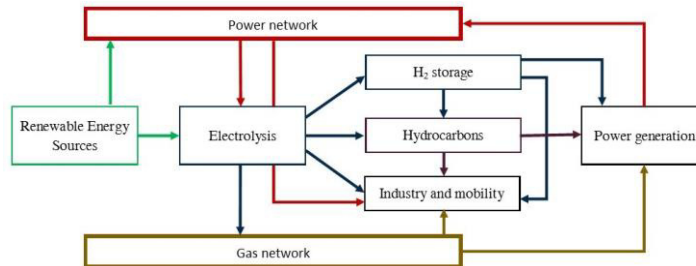 Power network
H₂ storage
Renewable Energy
Sources
Electrolysis
Hydrocarbons
Power generation
Industry and mobility
Gas network